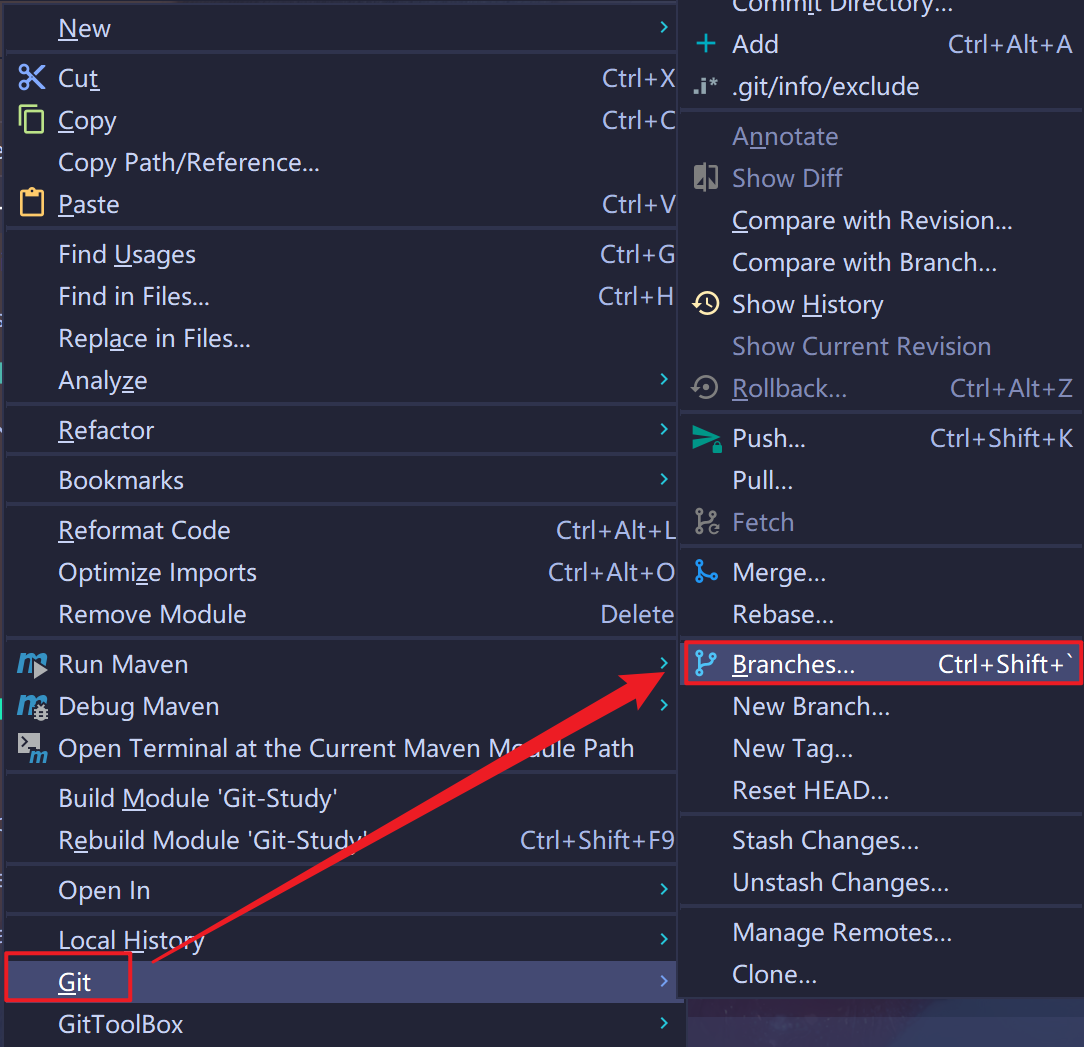 New
Cut Ctrl+X
Copy Ctrl+C
Copy Path/Reference...
Paste Ctrl+V
Find Usages Ctrl+G
Find in Files... Ctrl+H
Replace in Files...
Analyze
Refactor
Bookmarks
Reformat Code Ctrl+Alt+L
Optimize Imports Ctrl+Alt+O
Remove Module Delete
Run Maven
Debug Maven
Open Terminal at the Current Maven Module Path
Build Module 'Git-Study'
Rebuild Module 'Git-Study' Ctrl+Shift+F9
Open In
Local History
Git
GitToolBox
Commit Directory...
Add Ctrl+Alt+A
.git/info/exclude
Annotate
Show Diff
Compare with Revision...
Compare with Branch...
Show History
Show Current Revision
Rollback... Ctrl+Alt+Z
Push... Ctrl+Shift+K
Pull...
Fetch
Merge...
Rebase...
Branches... Ctrl+Shift+`
New Branch...
New Tag...
Reset HEAD...
Stash Changes...
Unstash Changes...
Manage Remotes...
Clone...